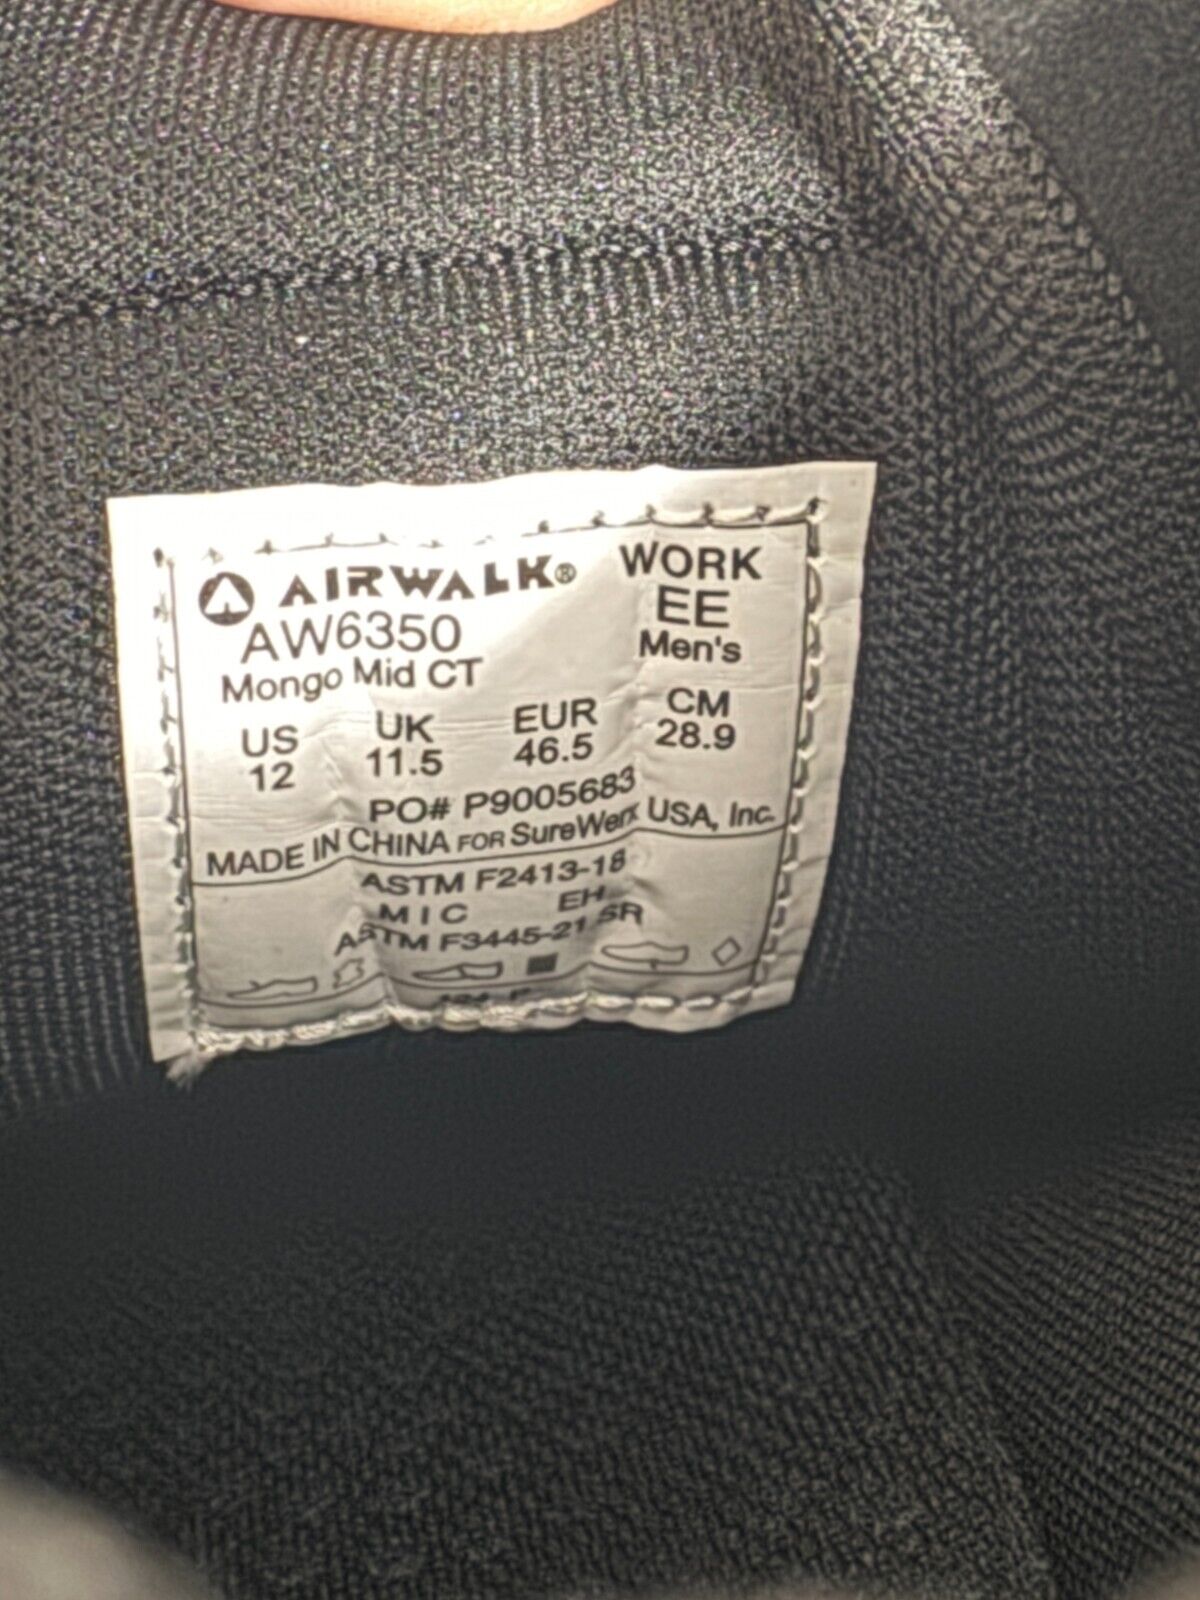 AIRWALK® WORK
AW6350 EE
Mongo Mid CT Men's
US UK EUR CM
12 11.5 46.5 28.9
PO# P9005683
MADE IN CHINA FOR SureWerx USA, Inc.
ASTM F2413-18
M I C EH
ASTM F3445-21 SR